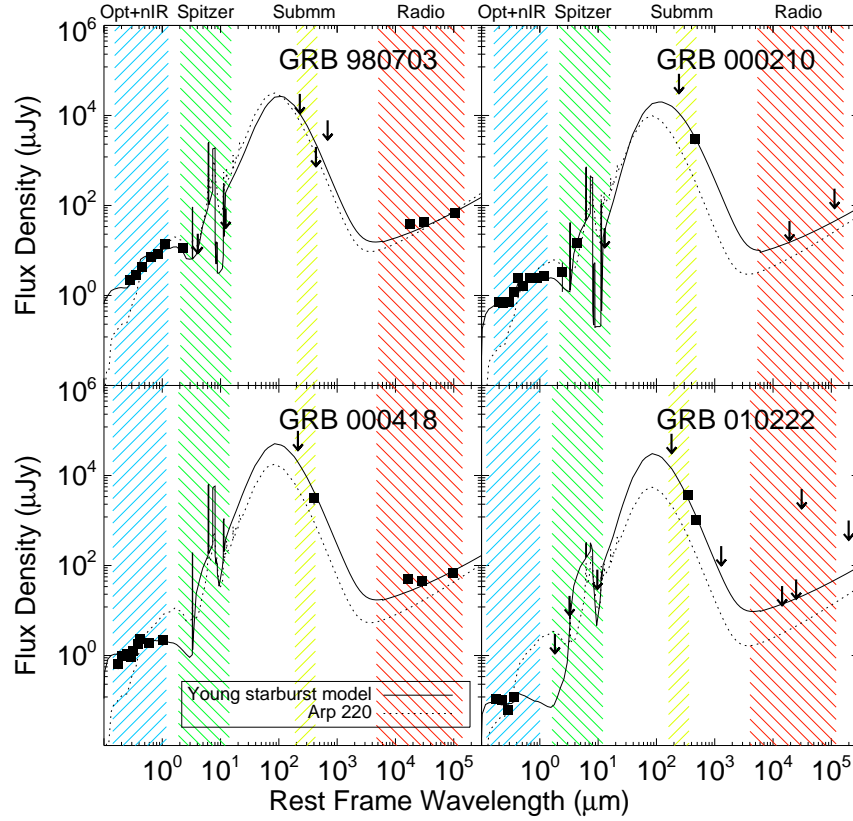 Opt+nIR Spitzer Submm Radio Opt+nIR Spitzer Submm Radio
10^6
GRB 980703 GRB 000210
10^4
10^2
10^0
Flux Density (μJy)
10^6
GRB 000418 GRB 010222
10^4
10^2
10^0
Flux Density (μJy)
Young starburst model
Arp 220
10^0 10^1 10^2 10^3 10^4 10^5 10^0 10^1 10^2 10^3 10^4 10^5
Rest Frame Wavelength (μm)